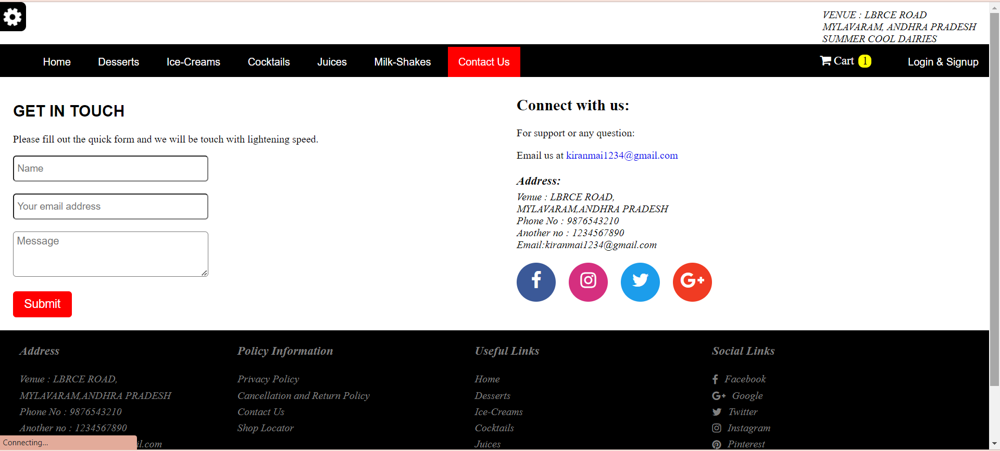 VENUE : LBRCE ROAD
MYLAVARAM, ANDHRA PRADESH
SUMMER COOL DAIRIES
Home Desserts Ice-Creams Cocktails Juices Milk-Shakes Contact Us Cart 1 Login & Signup
GET IN TOUCH
Please fill out the quick form and we will be touch with lightening speed.
Name
Your email address
Message
Submit
Connect with us:
For support or any question:
Email us at kiranmai1234@gmail.com
Address:
Venue : LBRCE ROAD,
MYLAVARAM,ANDHRA PRADESH
Phone No : 9876543210
Another no : 1234567890
Email:kiranmai1234@gmail.com
Address
Venue : LBRCE ROAD,
MYLAVARAM,ANDHRA PRADESH
Phone No : 9876543210
Another no : 1234567890
il.com
Policy Information
Privacy Policy
Cancellation and Return Policy
Contact Us
Shop Locator
Useful Links
Home
Desserts
Ice-Creams
Cocktails
Juices
Social Links
Facebook
Google
Twitter
Instagram
Pinterest
Connecting...